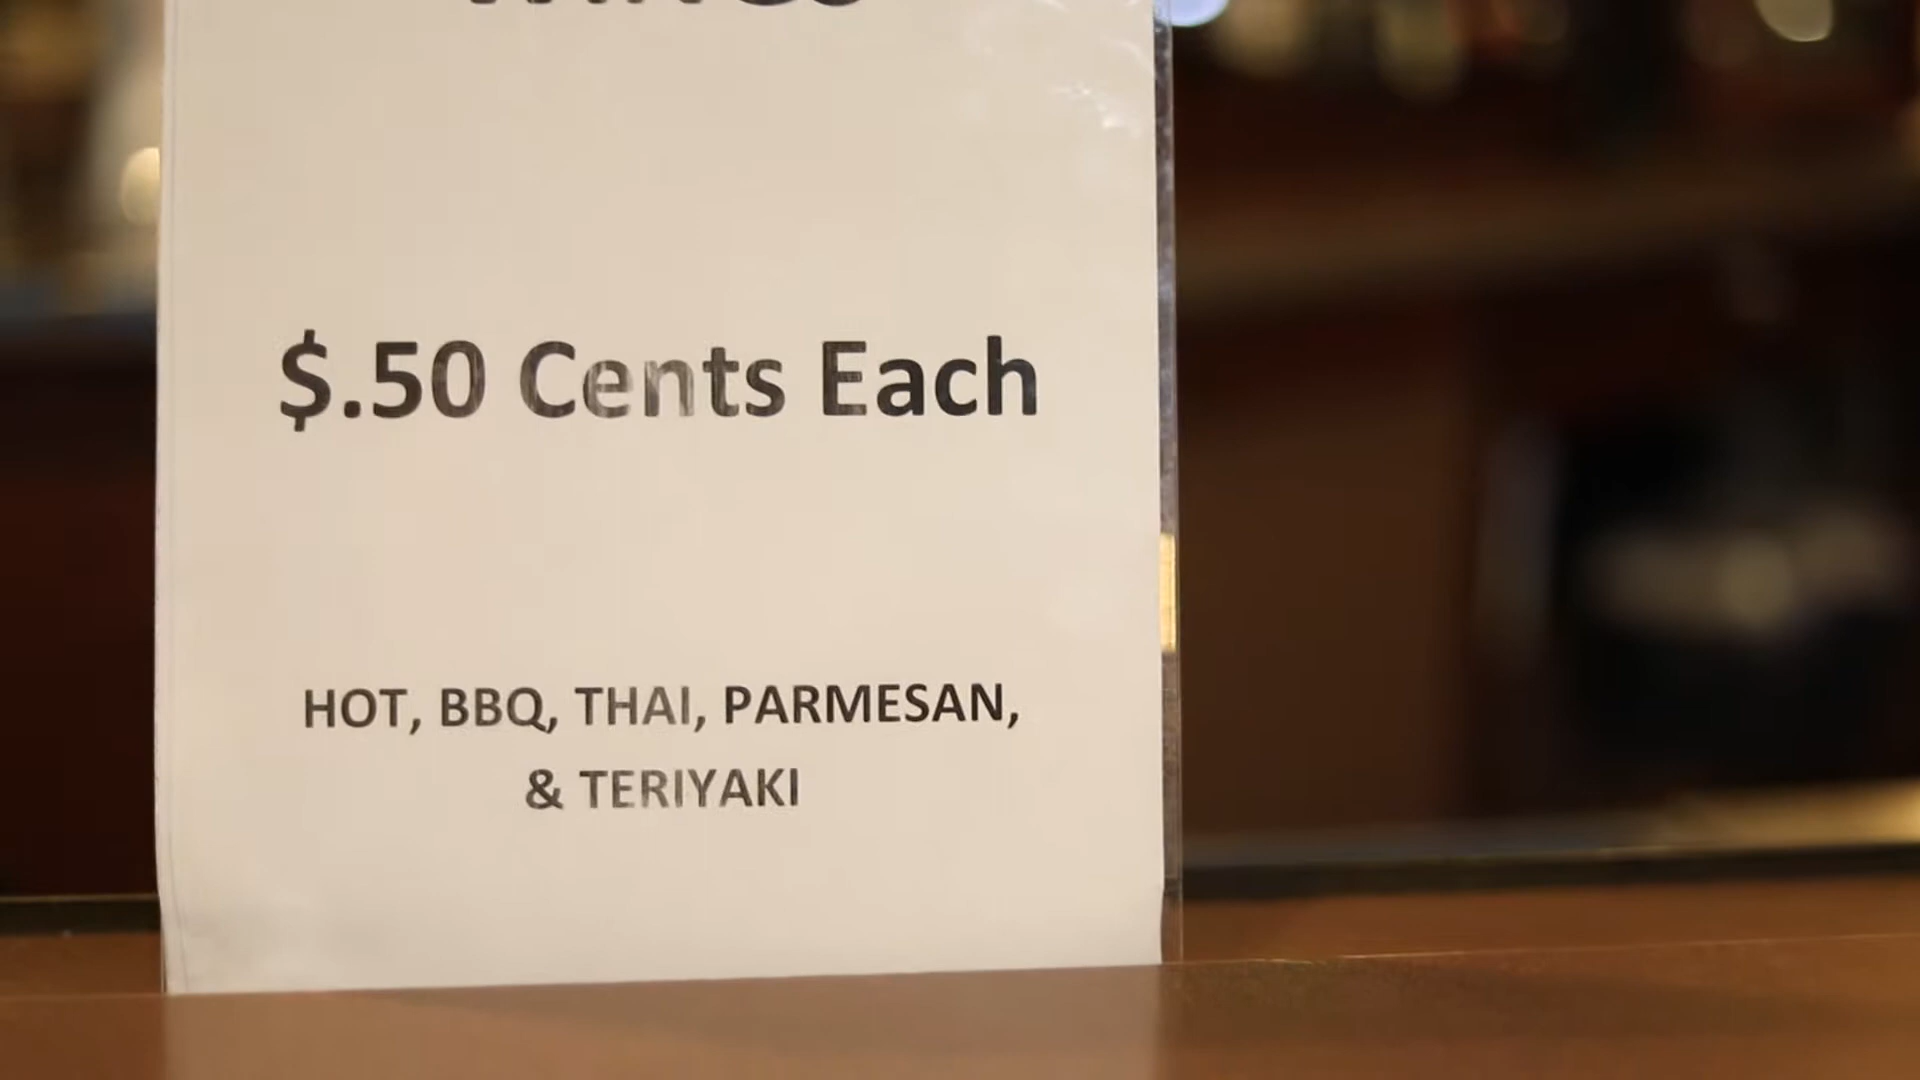 $.50 Cents Each
HOT, BBQ, THAI, PARMESAN,
& TERIYAKI